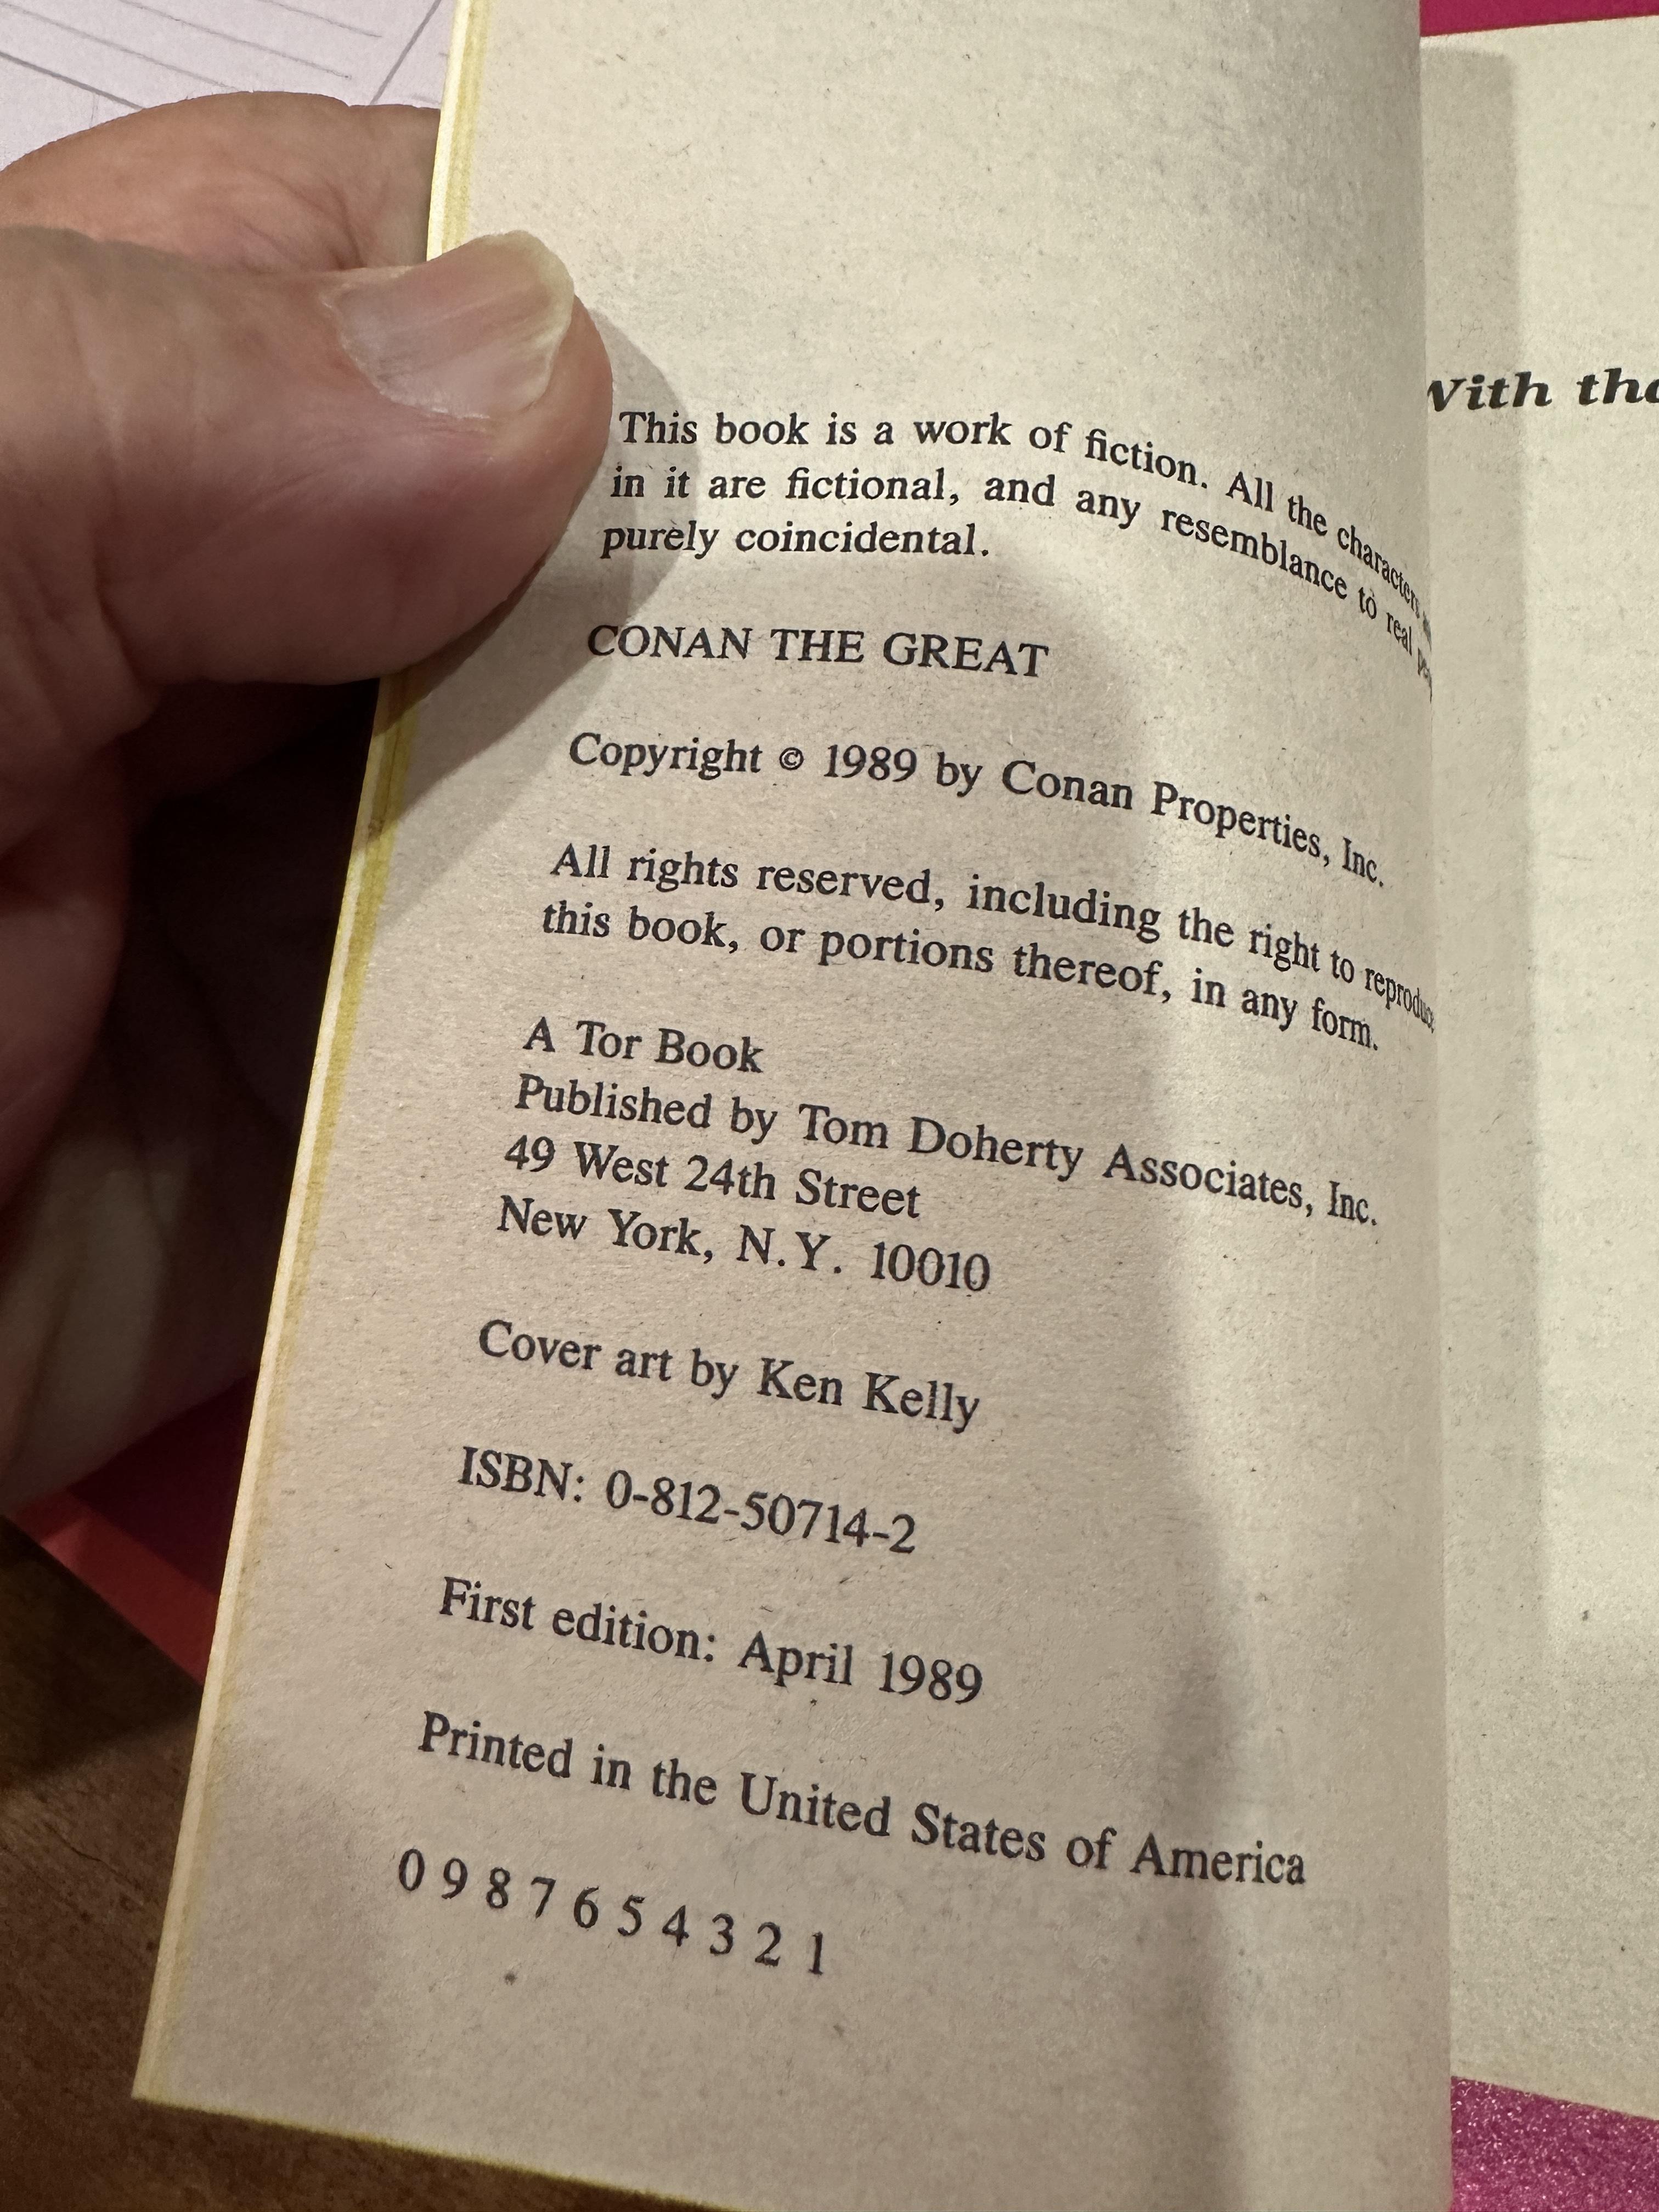 This book is a work of fiction. All the characters
in it are fictional, and any resemblance to real
purely coincidental.
CONAN THE GREAT
Copyright © 1989 by Conan Properties, Inc.
All rights reserved, including the right to reproduce
this book, or portions thereof, in any form.
A Tor Book
Published by Tom Doherty Associates, Inc.
49 West 24th Street
New York, N.Y. 10010
Cover art by Ken Kelly
ISBN: 0-812-50714-2
First edition: April 1989
Printed in the United States of America
0 9 8 7 6 5 4 3 2 1
With